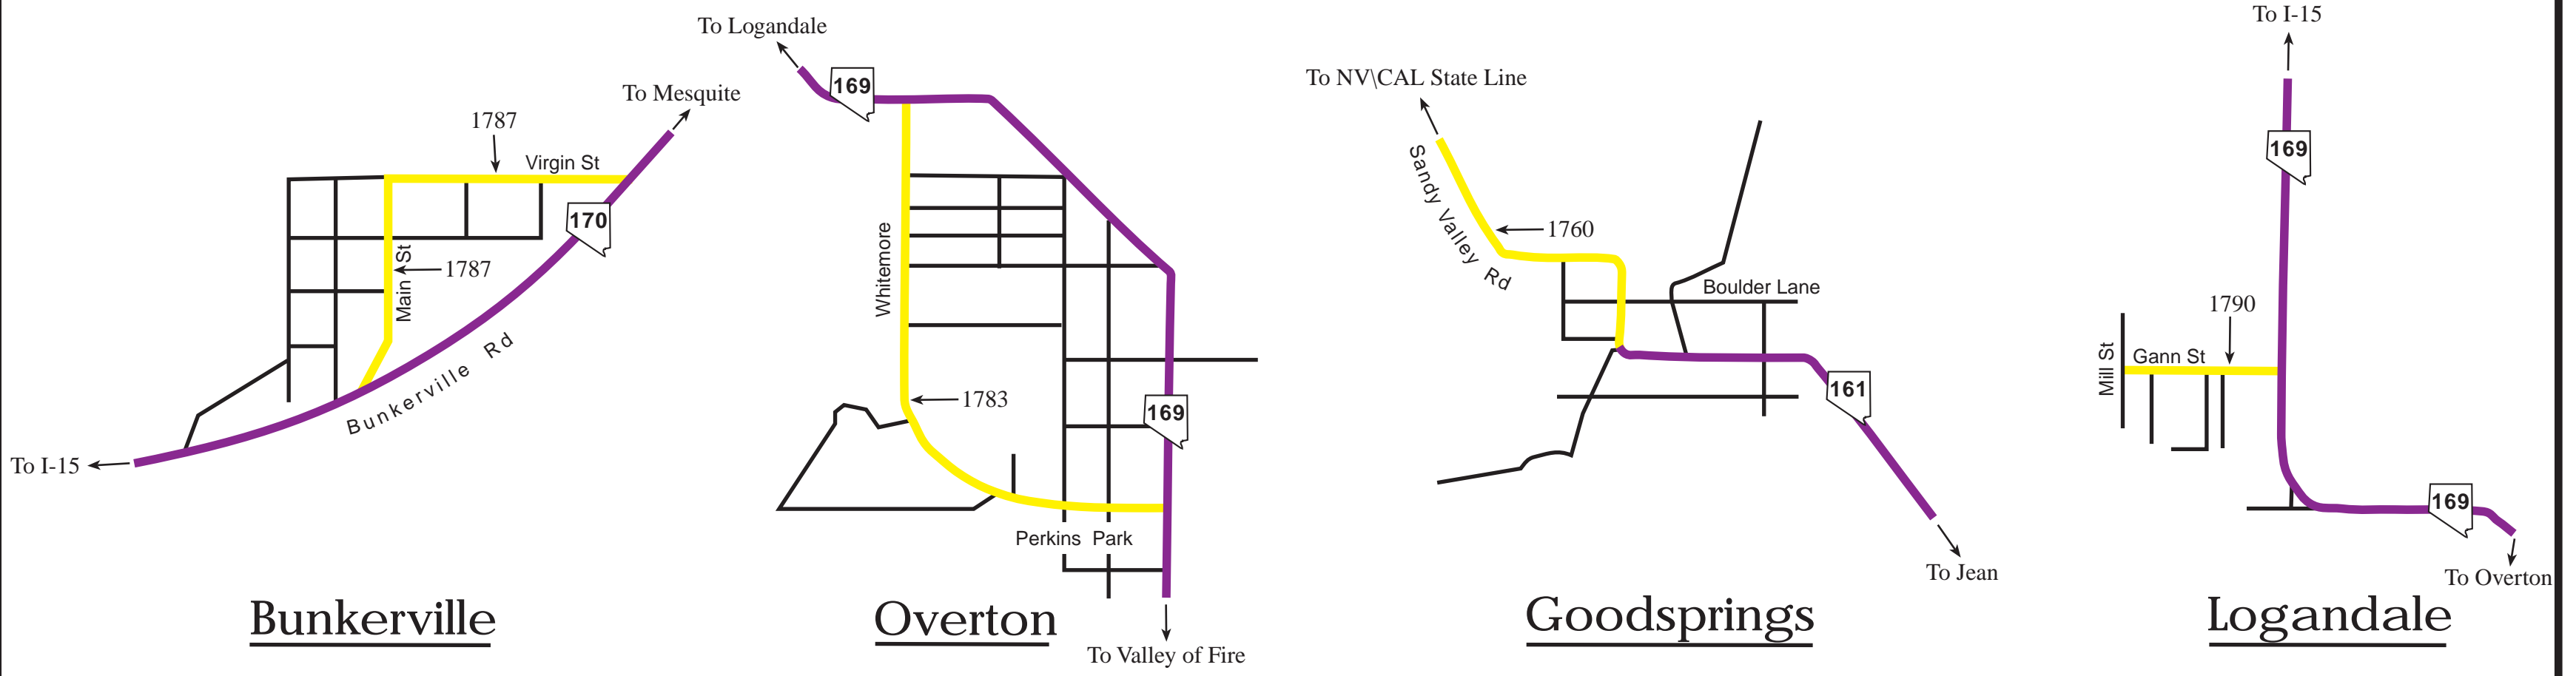 To Mesquite
1787
Virgin St
170
Main St
1787
Bunkerville Rd
To I-15
Bunkerville
To Logandale
169
Whitemore
1783
169
Perkins
Park
To Valley of Fire
Overton
To NV\CAL State Line
Sandy Valley Rd
1760
Boulder Lane
161
To Jean
Goodsprings
To I-15
169
1790
Mill St
Gann St
169
To Overton
Logandale